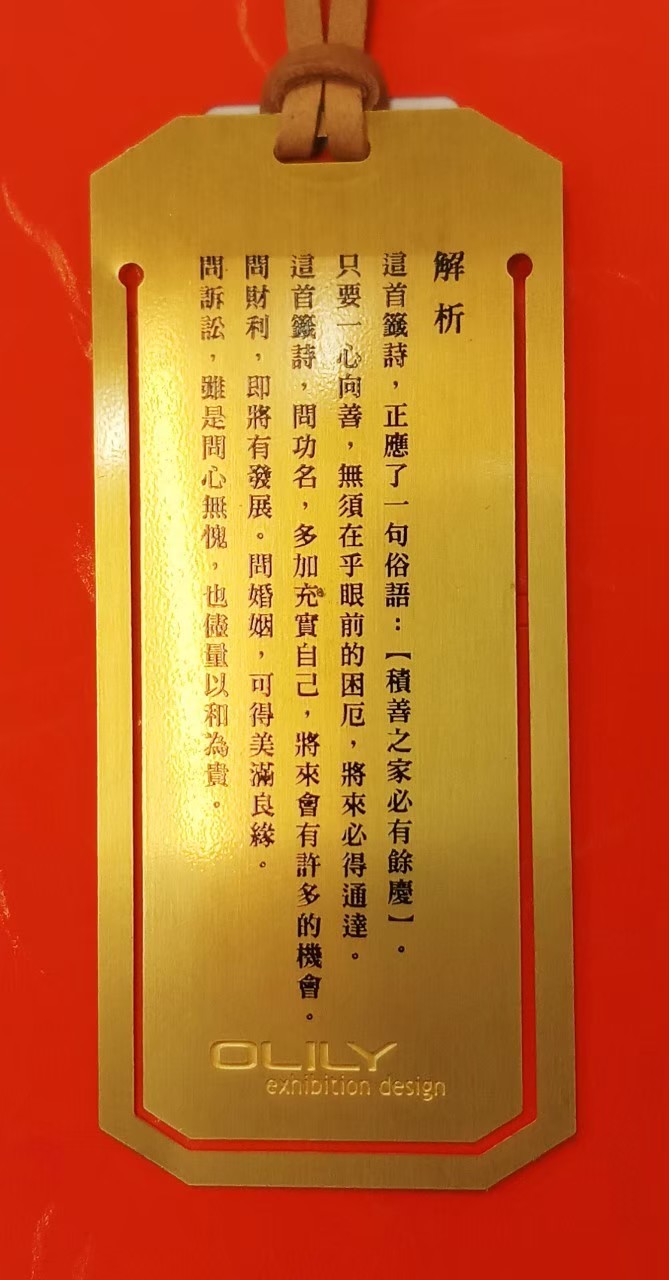 解析
這首籤詩，正應了一句俗語：【積善之家必有餘慶】。
只要一心向善，無須在乎眼前的困厄，將來必得通達。
這首籤詩，問功名，多加充實自己，將來會有許多的機會。
問財利，即將有發展。問婚姻，可得美滿良緣。
問訴訟，雖是問心無愧，也儘量以和為貴。
OLILY
exhibition design